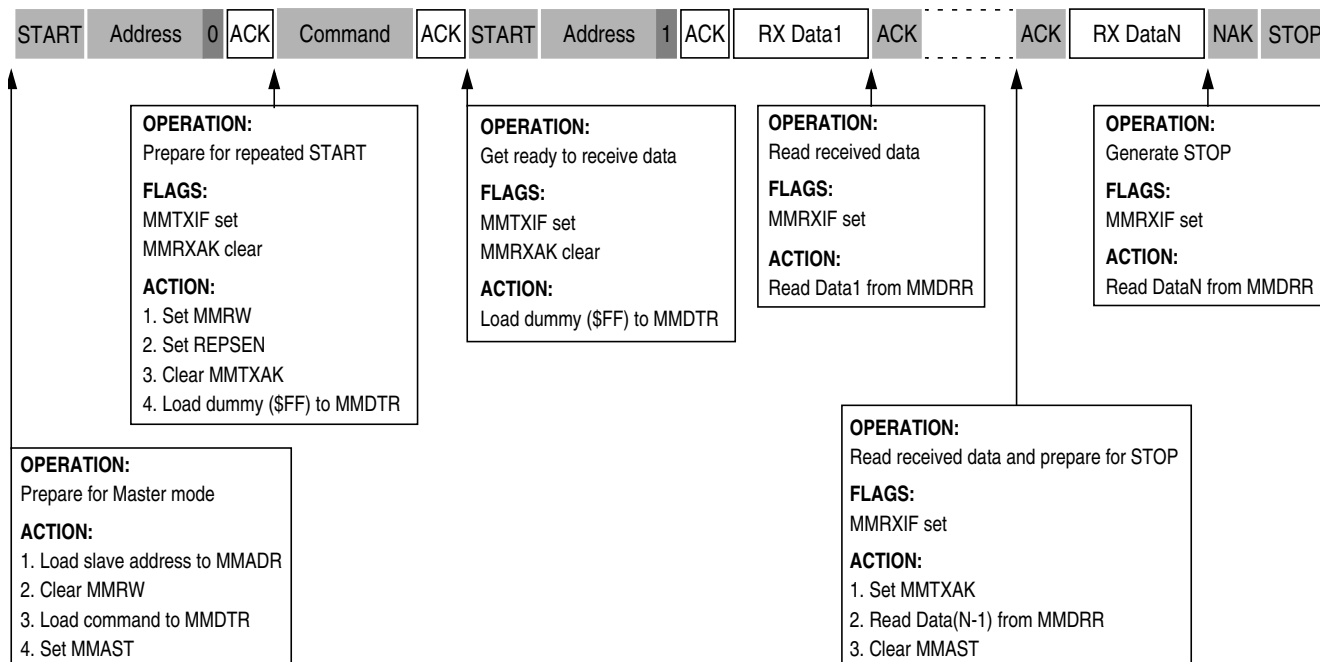 START Address 0 ACK Command ACK START Address 1 ACK RX Data1 ACK ACK RX DataN NAK STOP
OPERATION:
Prepare for repeated START
FLAGS:
MMTXIF set
MMRXAK clear
ACTION:
1. Set MMRW
2. Set REPSEN
3. Clear MMTXAK
4. Load dummy ($FF) to MMDTR
OPERATION:
Get ready to receive data
FLAGS:
MMTXIF set
MMRXAK clear
ACTION:
Load dummy ($FF) to MMDTR
OPERATION:
Read received data
FLAGS:
MMRXIF set
ACTION:
Read Data1 from MMDRR
OPERATION:
Generate STOP
FLAGS:
MMRXIF set
ACTION:
Read DataN from MMDRR
OPERATION:
Prepare for Master mode
ACTION:
1. Load slave address to MMADR
2. Clear MMRW
3. Load command to MMDTR
4. Set MMAST
OPERATION:
Read received data and prepare for STOP
FLAGS:
MMRXIF set
ACTION:
1. Set MMTXAK
2. Read Data(N-1) from MMDRR
3. Clear MMAST